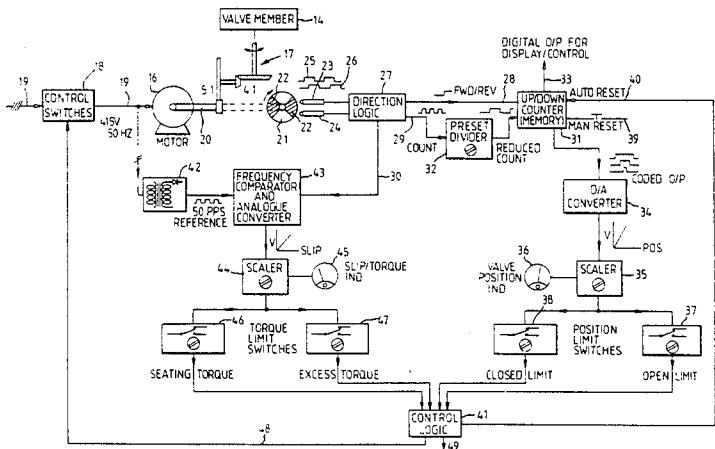 VALVE MEMBER
14
DIGITAL O/P FOR
DISPLAY/CONTROL
17
18
19
CONTROL
SWITCHES
19
415V
50 HZ
16
MOTOR
51
41
20
22
21
22
25
23
26
24
27
DIRECTION
LOGIC
FWD/REV
28
29
COUNT
PRESET
DIVIDER
32
REDUCED
COUNT
33
UP/DOWN
COUNTER
(MEMORY)
31
AUTO RESET
40
MAN RESET
39
CODED O/P
30
42
50 PPS
REFERENCE
FREQUENCY
COMPARATOR
AND
ANALOGUE
CONVERTER
43
D/A
CONVERTER
34
V
SLIP
V
POS
44
SCALER
45
SLIP/TORQUE
IND
36
VALVE
POSITION
IND
SCALER
35
46
TORQUE
LIMIT
SWITCHES
47
38
POSITION
LIMIT
SWITCHES
37
SEATING TORQUE
EXCESS TORQUE
CLOSED LIMIT
OPEN LIMIT
CONTROL
LOGIC
41
48
49